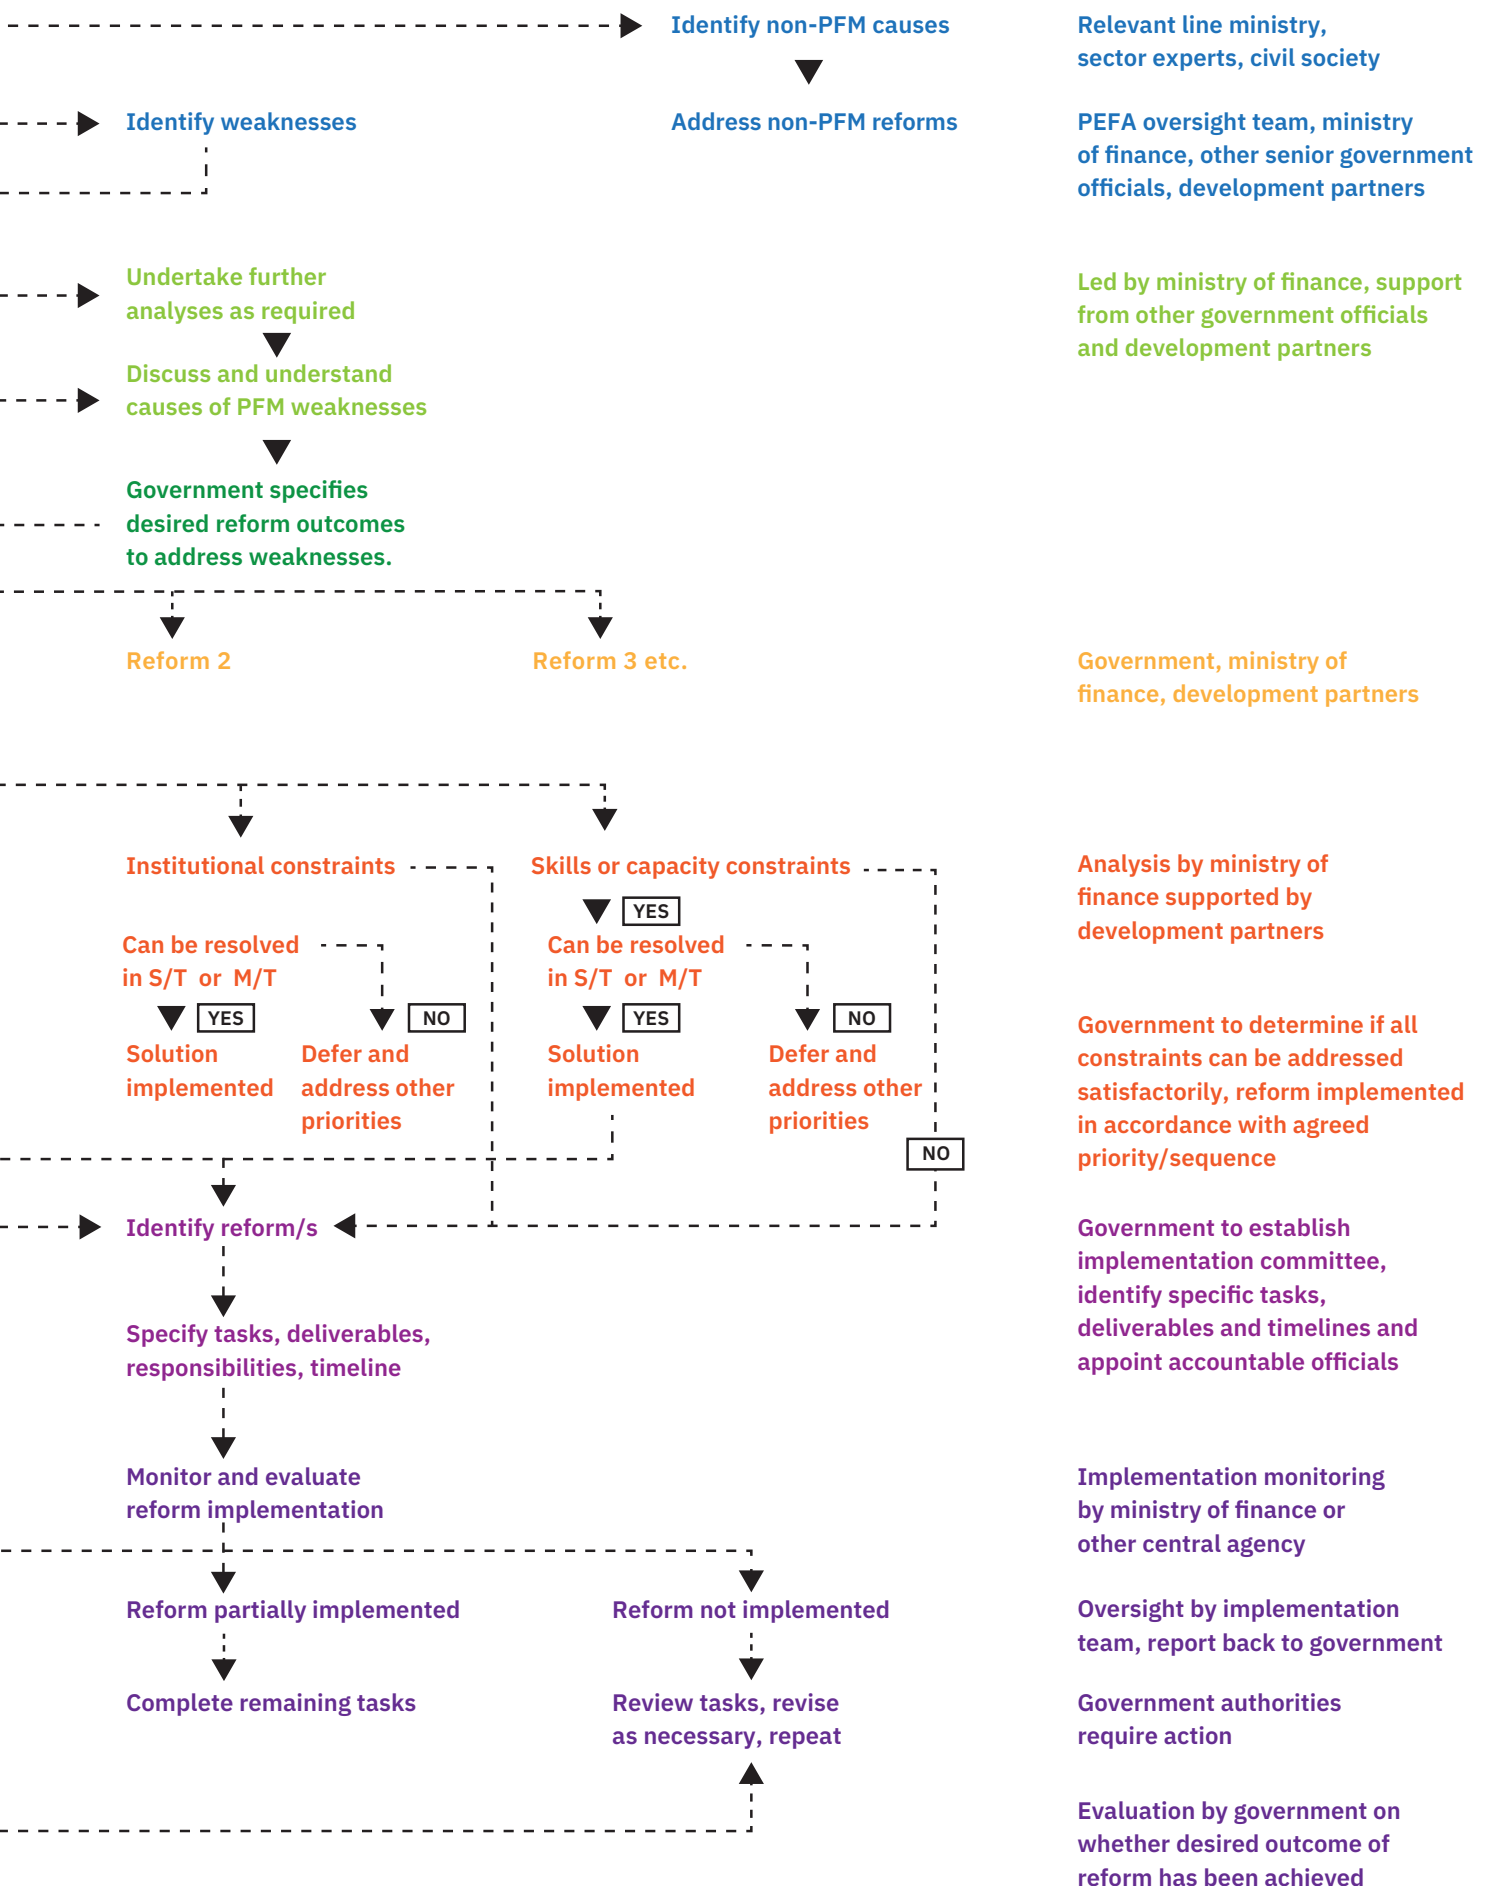 Identify non-PFM causes
Relevant line ministry,
sector experts, civil society
Identify weaknesses
Address non-PFM reforms
PEFA oversight team, ministry
of finance, other senior government
officials, development partners
Undertake further
analyses as required
Led by ministry of finance, support
from other government officials
and development partners
Discuss and understand
causes of PFM weaknesses
Government specifies
desired reform outcomes
to address weaknesses.
Reform 2
Reform 3 etc.
Government, ministry of
finance, development partners
Institutional constraints
Skills or capacity constraints
Analysis by ministry of
finance supported by
development partners
YES
Can be resolved
in S/T or M/T
Can be resolved
in S/T or M/T
YES
NO
YES
NO
Solution
implemented
Defer and
address other
priorities
Solution
implemented
Defer and
address other
priorities
Government to determine if all
constraints can be addressed
satisfactorily, reform implemented
in accordance with agreed
priority/sequence
NO
Identify reform/s
Government to establish
implementation committee,
identify specific tasks,
deliverables and timelines and
appoint accountable officials
Specify tasks, deliverables,
responsibilities, timeline
Monitor and evaluate
reform implementation
Implementation monitoring
by ministry of finance or
other central agency
Reform partially implemented
Reform not implemented
Oversight by implementation
team, report back to government
Complete remaining tasks
Review tasks, revise
as necessary, repeat
Government authorities
require action
Evaluation by government on
whether desired outcome of
reform has been achieved